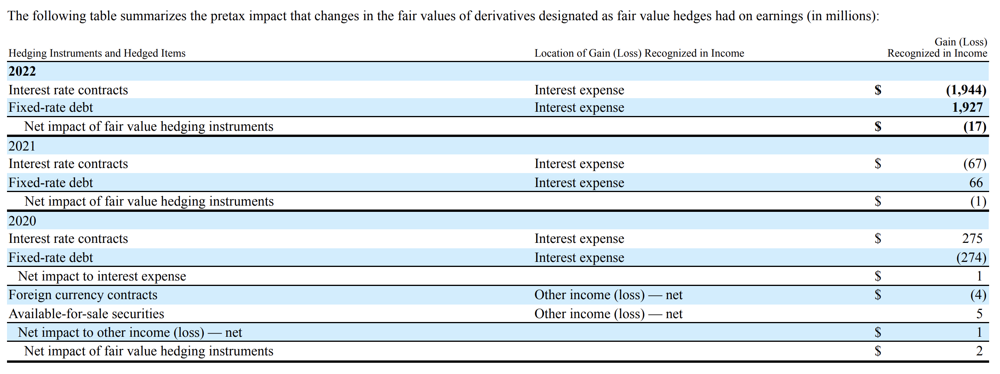 The following table summarizes the pretax impact that changes in the fair values of derivatives designated as fair value hedges had on earnings (in millions):
Hedging Instruments and Hedged Items Location of Gain (Loss) Recognized in Income Gain (Loss) Recognized in Income
2022
Interest rate contracts Interest expense $ (1,944)
Fixed-rate debt Interest expense 1,927
Net impact of fair value hedging instruments $ (17)
2021
Interest rate contracts Interest expense $ (67)
Fixed-rate debt Interest expense 66
Net impact of fair value hedging instruments $ (1)
2020
Interest rate contracts Interest expense $ 275
Fixed-rate debt Interest expense (274)
Net impact to interest expense $ 1
Foreign currency contracts Other income (loss) — net $ (4)
Available-for-sale securities Other income (loss) — net 5
Net impact to other income (loss) — net $ 1
Net impact of fair value hedging instruments $ 2